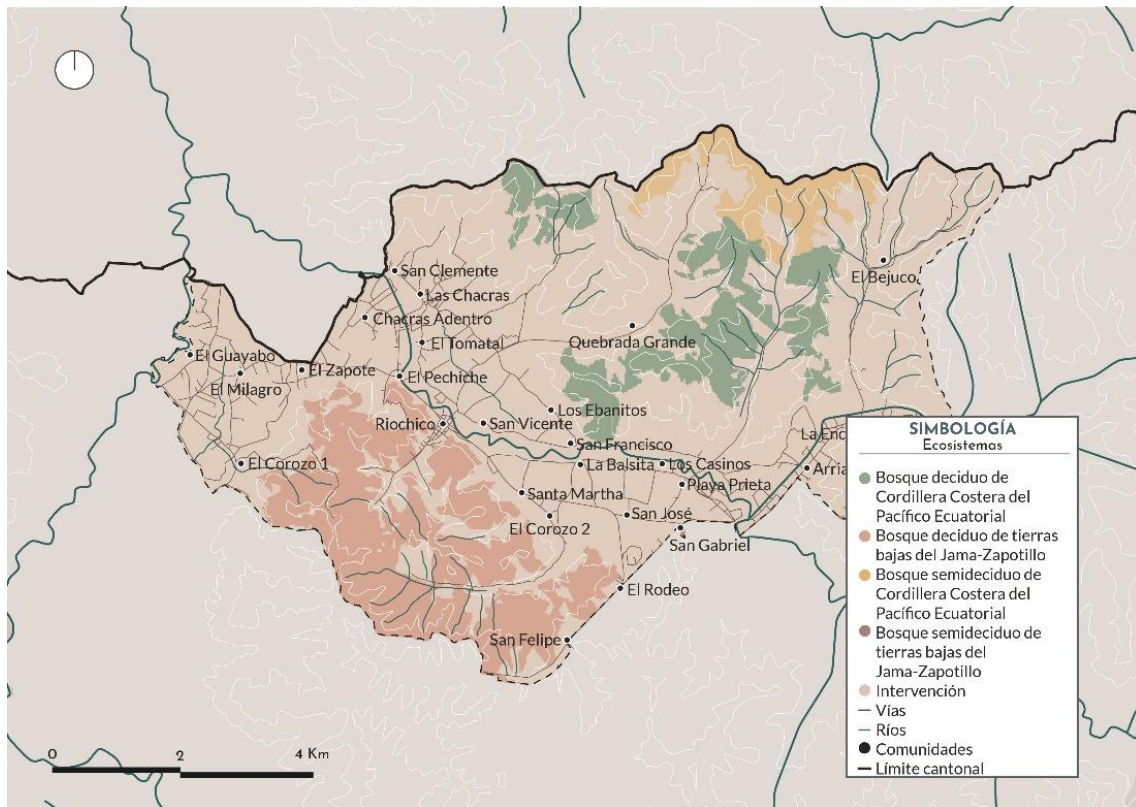 San Clemente
Las Chacras
El Bejuco
Chacras Adentro
Quebrada Grande
El Tomatal
El Guayabo
El Zapote
El Milagro
El Pechiche
Los Ebanitos
Riochico
San Vicente
San Francisco
La
El Corozo 1
La Balsita
Los Casinos
Playa Prieta
Santa Martha
San José
El Corozo 2
San Gabriel
El Rodeo
San Felipe
SIMBOLOGÍA
Ecosistemas
Bosque deciduo de
Cordillera Costera del
Pacífico Ecuatorial
Bosque deciduo de tierras
bajas del Jama-Zapotillo
Bosque semideciduo de
Cordillera Costera del
Pacífico Ecuatorial
Bosque semideciduo de
tierras bajas del
Jama-Zapotillo
Intervención
Vías
Ríos
Comunidades
Límite cantonal
0 2 4 Km